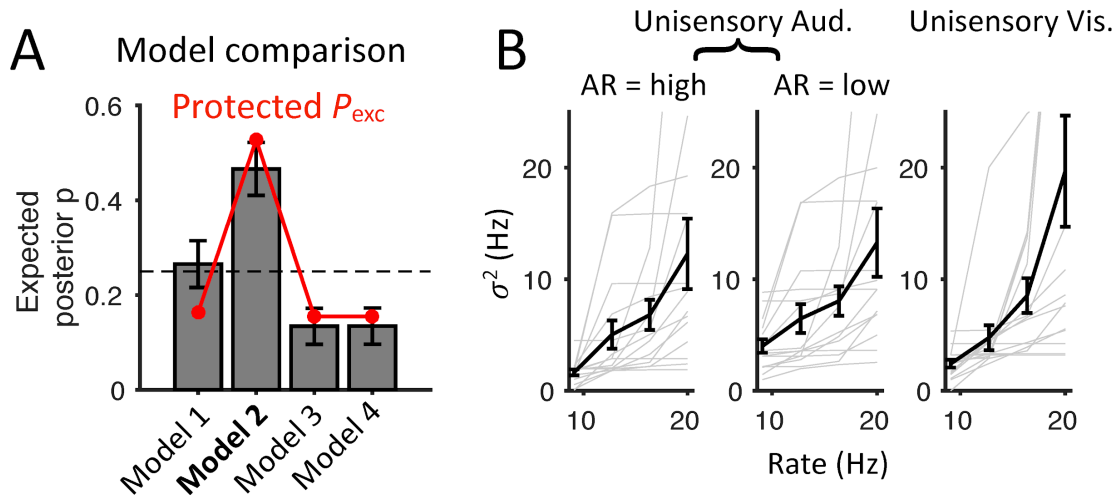 A
Model comparison
Protected Pexc
Expected
posterior p
0.6
0.4
0.2
0
Model 1
Model 2
Model 3
Model 4
B
Unisensory Aud.
Unisensory Vis.
AR = high
AR = low
σ² (Hz)
20
10
0
10
20
20
10
0
10
20
20
10
0
10
20
Rate (Hz)